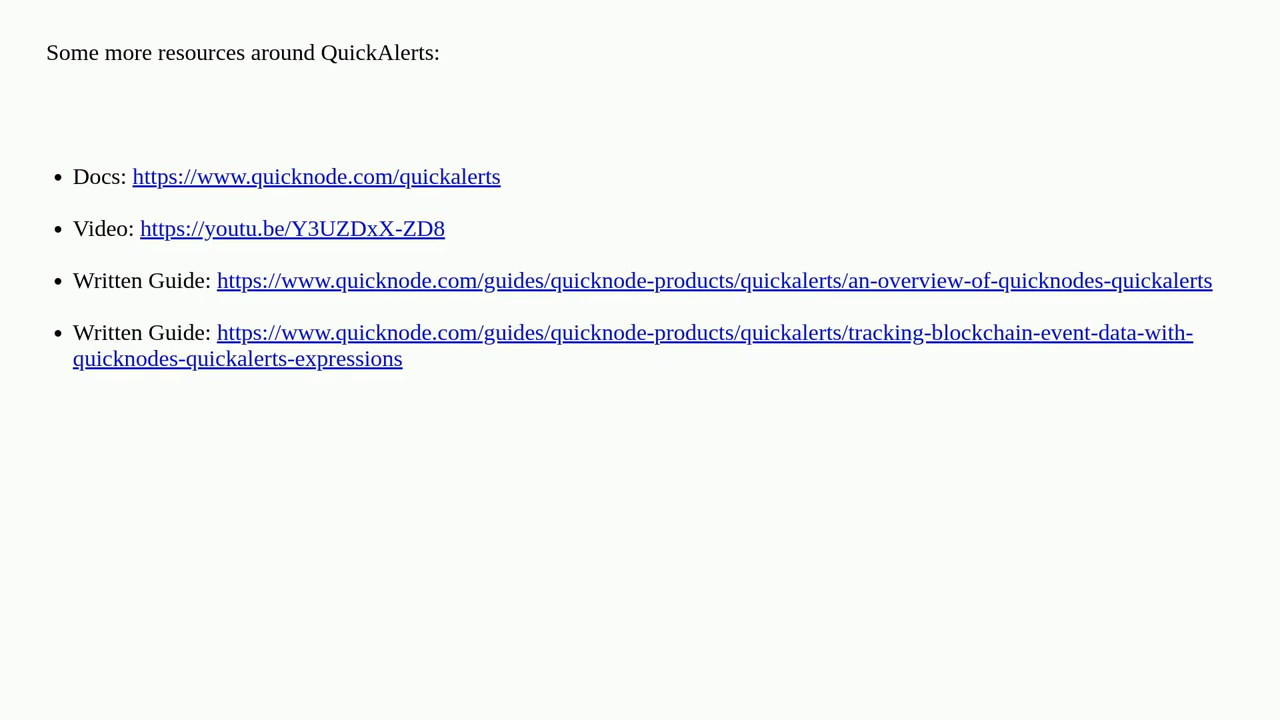 Some more resources around QuickAlerts:
• Docs: https://www.quicknode.com/quickalerts
• Video: https://youtu.be/Y3UZDxX-ZD8
• Written Guide: https://www.quicknode.com/guides/quicknode-products/quickalerts/an-overview-of-quicknodes-quickalerts
• Written Guide: https://www.quicknode.com/guides/quicknode-products/quickalerts/tracking-blockchain-event-data-with-
quicknodes-quickalerts-expressions